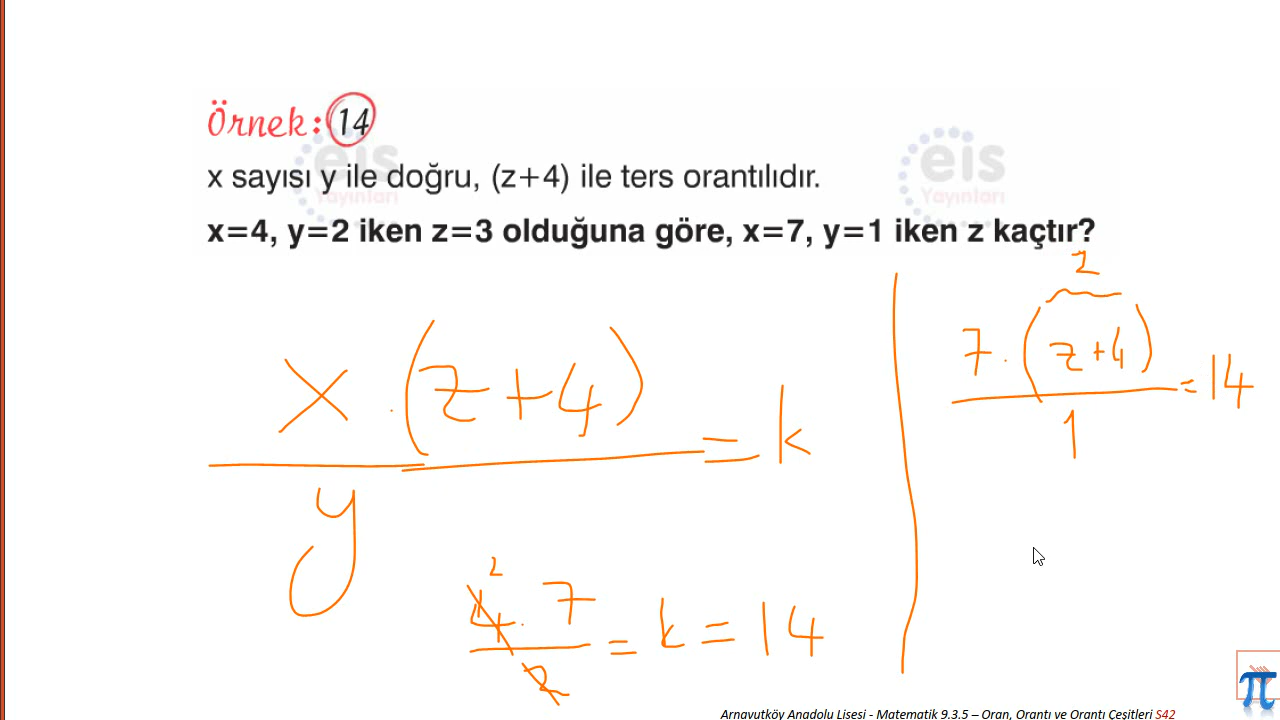 Örnek: 14
eis Yayınları
eis Yayınları
x sayısı y ile doğru, (z+4) ile ters orantılıdır.
x=4, y=2 iken z=3 olduğuna göre, x=7, y=1 iken z kaçtır?
x . (z+4)
= k
y
2
4 . 7
= k = 14
2
2
7 . (z+4)
= 14
1
π
Arnavutköy Anadolu Lisesi - Matematik 9.3.5 – Oran, Orantı ve Orantı Çeşitleri S42